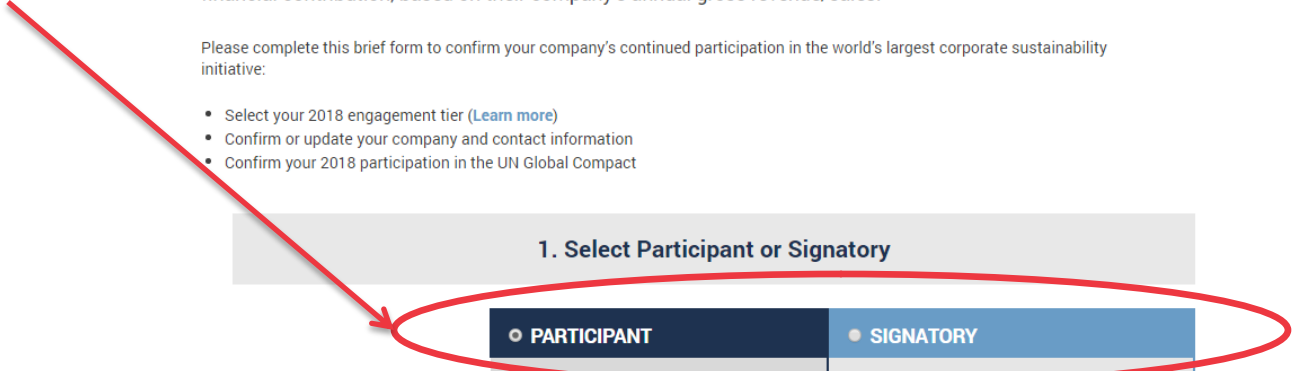 Please complete this brief form to confirm your company's continued participation in the world's largest corporate sustainability
initiative:
• Select your 2018 engagement tier (Learn more)
• Confirm or update your company and contact information
• Confirm your 2018 participation in the UN Global Compact
1. Select Participant or Signatory
PARTICIPANT
SIGNATORY